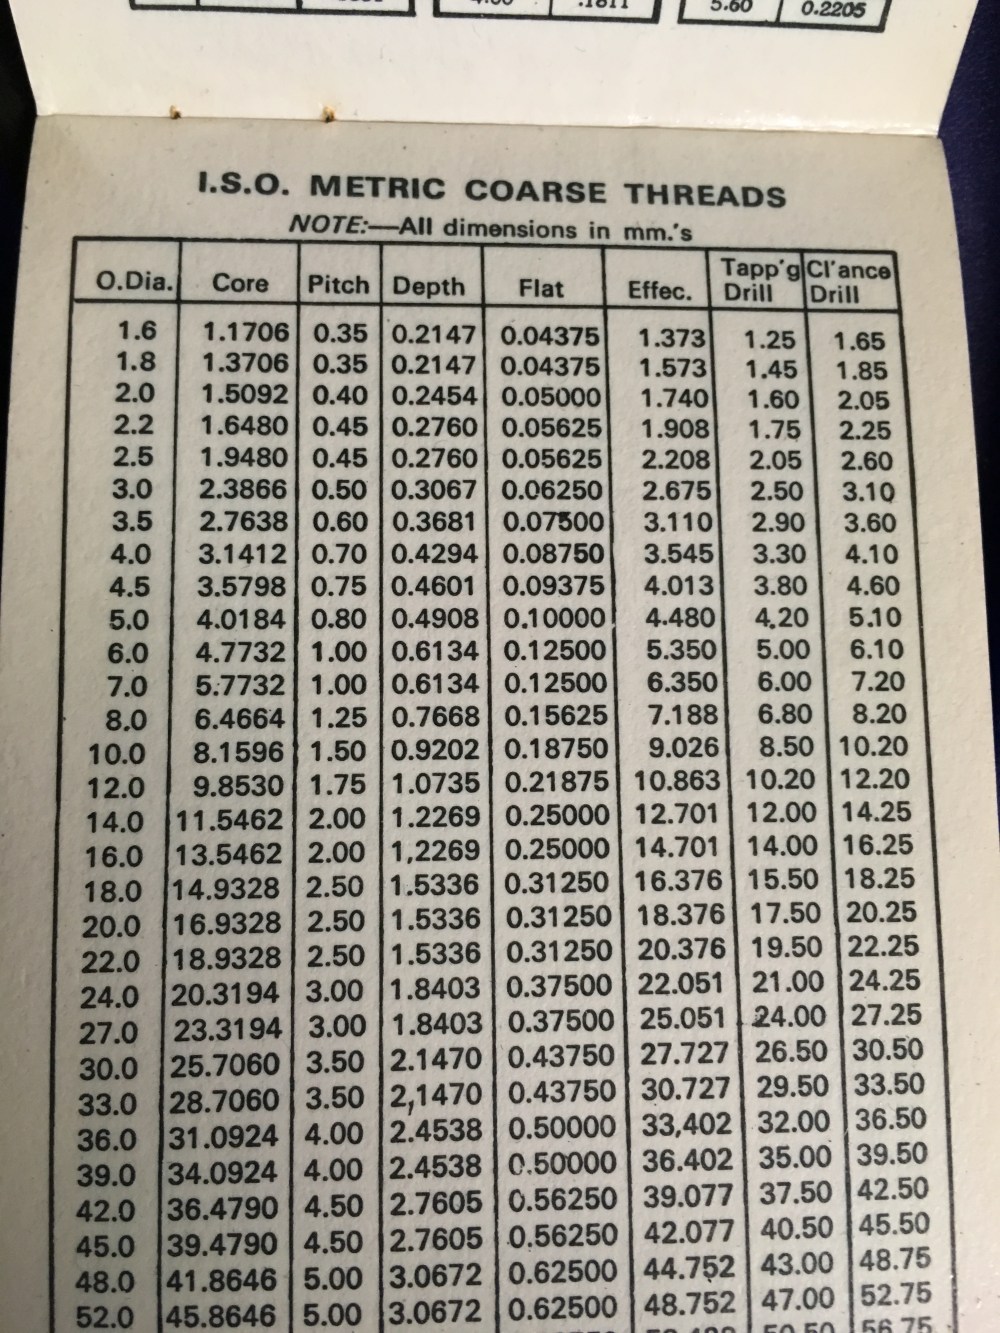 .1811 5.60 0.2205
I.S.O. METRIC COARSE THREADS
NOTE:—All dimensions in mm.'s
O.Dia. Core Pitch Depth Flat Effec. Tapp'g Drill Cl'ance Drill
1.6 1.1706 0.35 0.2147 0.04375 1.373 1.25 1.65
1.8 1.3706 0.35 0.2147 0.04375 1.573 1.45 1.85
2.0 1.5092 0.40 0.2454 0.05000 1.740 1.60 2.05
2.2 1.6480 0.45 0.2760 0.05625 1.908 1.75 2.25
2.5 1.9480 0.45 0.2760 0.05625 2.208 2.05 2.60
3.0 2.3866 0.50 0.3067 0.06250 2.675 2.50 3.10
3.5 2.7638 0.60 0.3681 0.07500 3.110 2.90 3.60
4.0 3.1412 0.70 0.4294 0.08750 3.545 3.30 4.10
4.5 3.5798 0.75 0.4601 0.09375 4.013 3.80 4.60
5.0 4.0184 0.80 0.4908 0.10000 4.480 4.20 5.10
6.0 4.7732 1.00 0.6134 0.12500 5.350 5.00 6.10
7.0 5.7732 1.00 0.6134 0.12500 6.350 6.00 7.20
8.0 6.4664 1.25 0.7668 0.15625 7.188 6.80 8.20
10.0 8.1596 1.50 0.9202 0.18750 9.026 8.50 10.20
12.0 9.8530 1.75 1.0735 0.21875 10.863 10.20 12.20
14.0 11.5462 2.00 1.2269 0.25000 12.701 12.00 14.25
16.0 13.5462 2.00 1,2269 0.25000 14.701 14.00 16.25
18.0 14.9328 2.50 1.5336 0.31250 16.376 15.50 18.25
20.0 16.9328 2.50 1.5336 0.31250 18.376 17.50 20.25
22.0 18.9328 2.50 1.5336 0.31250 20.376 19.50 22.25
24.0 20.3194 3.00 1.8403 0.37500 22.051 21.00 24.25
27.0 23.3194 3.00 1.8403 0.37500 25.051 24.00 27.25
30.0 25.7060 3.50 2.1470 0.43750 27.727 26.50 30.50
33.0 28.7060 3.50 2,1470 0.43750 30.727 29.50 33.50
36.0 31.0924 4.00 2.4538 0.50000 33,402 32.00 36.50
39.0 34.0924 4.00 2.4538 0.50000 36.402 35.00 39.50
42.0 36.4790 4.50 2.7605 0.56250 39.077 37.50 42.50
45.0 39.4790 4.50 2.7605 0.56250 42.077 40.50 45.50
48.0 41.8646 5.00 3.0672 0.62500 44.752 43.00 48.75
52.0 45.8646 5.00 3.0672 0.62500 48.752 47.00 52.75
56.75